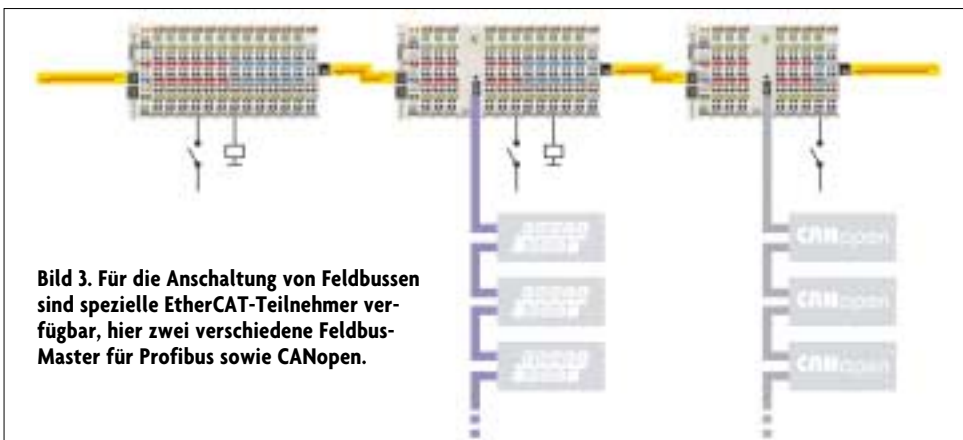 Bild 3. Für die Anschaltung von Feldbussen
sind spezielle EtherCAT-Teilnehmer ver-
fügbar, hier zwei verschiedene Feldbus-
Master für Profibus sowie CANopen.
CANopen
CANopen
CANopen